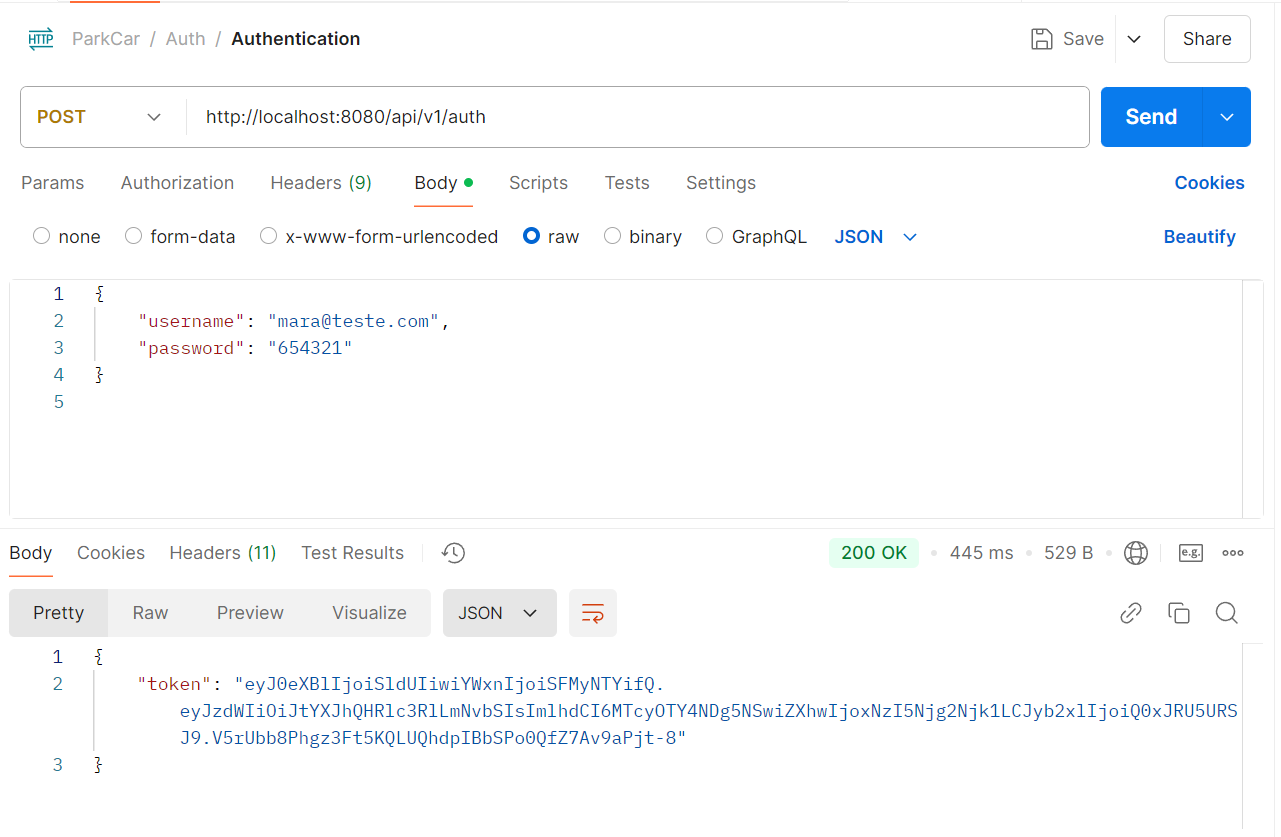 HTTP ParkCar / Auth / Authentication Save Share
POST http://localhost:8080/api/v1/auth Send
Params Authorization Headers (9) Body Scripts Tests Settings Cookies
none form-data x-www-form-urlencoded raw binary GraphQL JSON Beautify
1 {
2 "username": "mara@teste.com",
3 "password": "654321"
4 }
5
Body Cookies Headers (11) Test Results 200 OK 445 ms 529 B e.g.
Pretty Raw Preview Visualize JSON
1 {
2 "token": "eyJ0eXBlIjoiSldUIiwiYWxnIjoiSFMyNTYifQ.
eyJzdWIiOiJtYXJhQHRlc3RlLmNvbSIsImlhdCI6MTcyOTY4NDg5NSwiZXhwIjoxNzI5Njg2Njk1LCJyb2xlIjoiQ0xJRU5URS
J9.V5rUbb8Phgz3Ft5KQLUQhdpIBbSPo0QfZ7Av9aPjt-8"
3 }